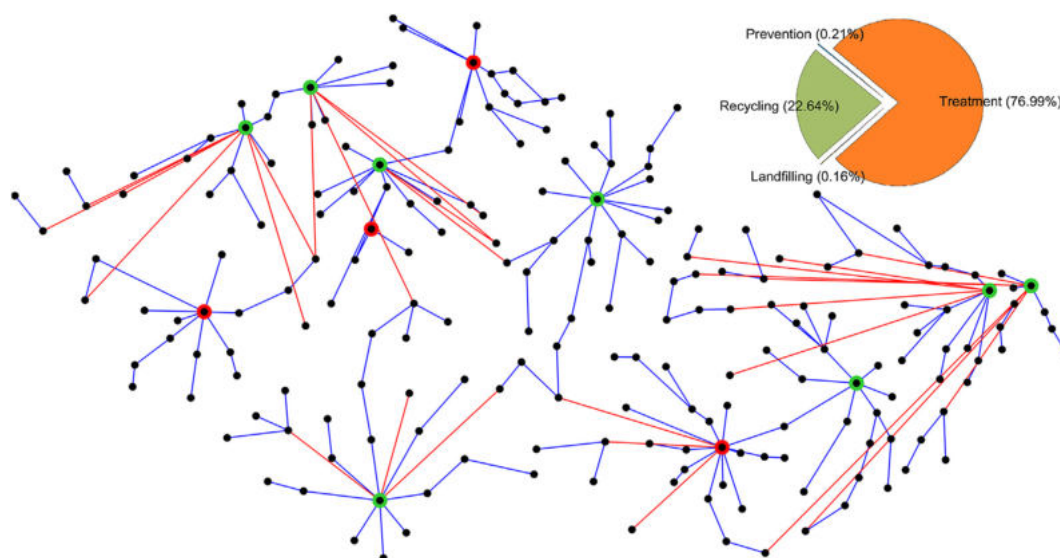 Prevention (0.21%)
Recycling (22.64%)
Treatment (76.99%)
Landfilling (0.16%)